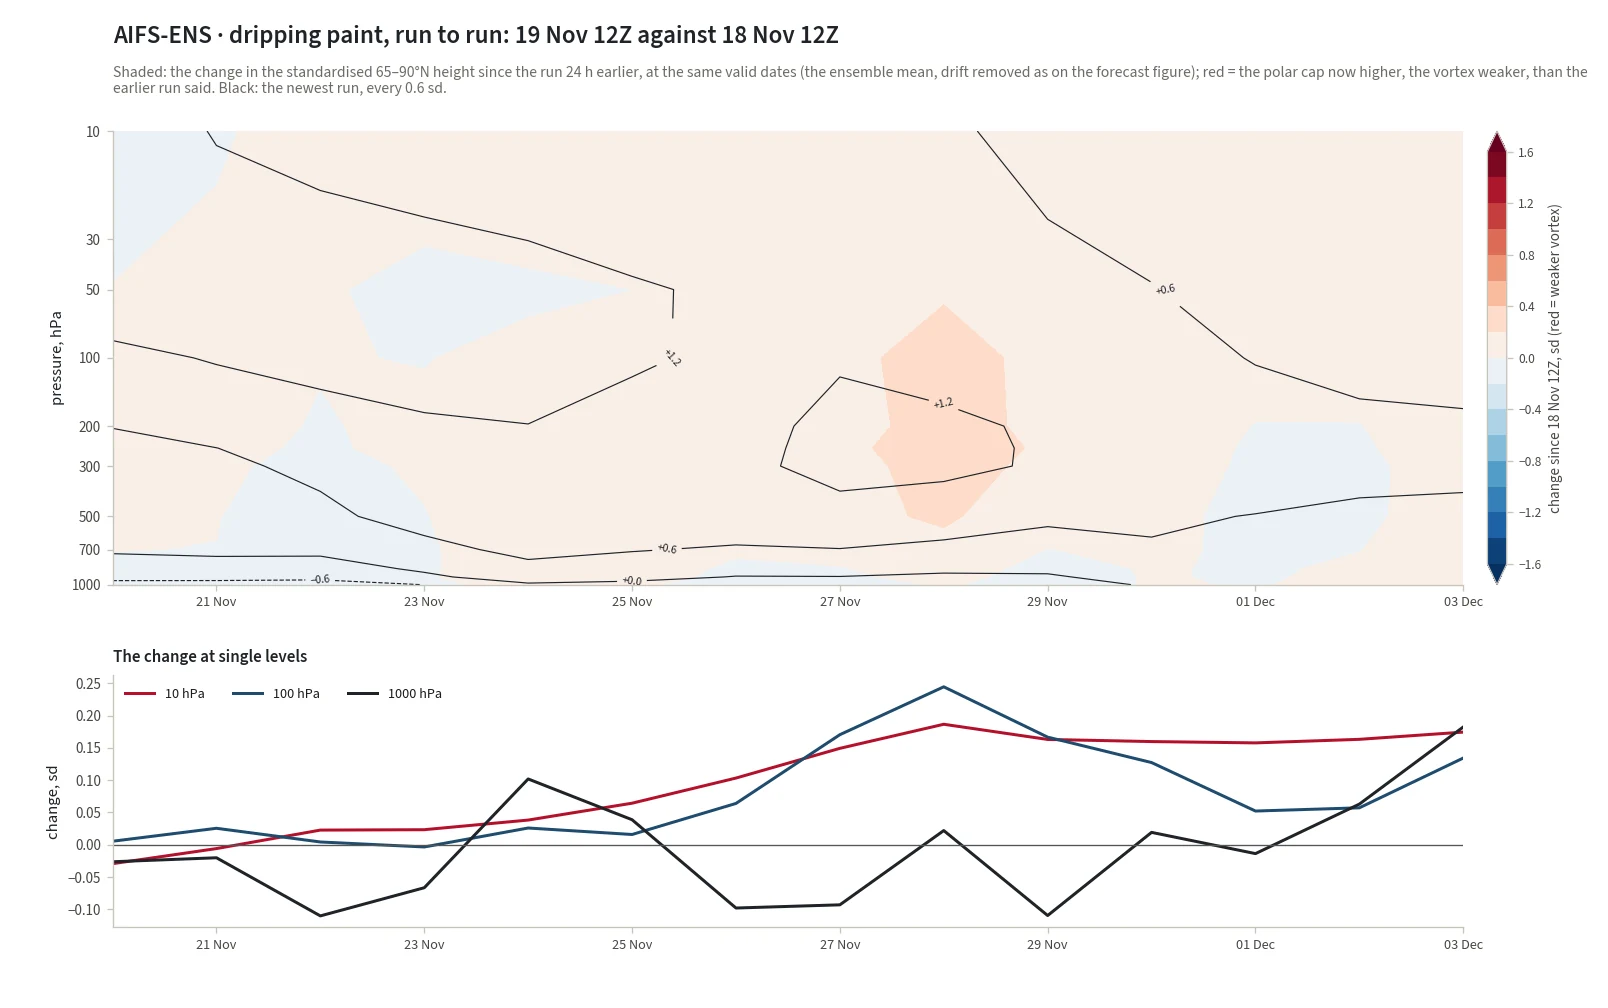 AIFS-ENS · dripping paint, run to run: 19 Nov 12Z against 18 Nov 12Z
Shaded: the change in the standardised 65–90°N height since the run 24 h earlier, at the same valid dates (the ensemble mean, drift removed as on the forecast figure); red = the polar cap now higher, the vortex weaker, than the
earlier run said. Black: the newest run, every 0.6 sd.
pressure, hPa
10
30
50
100
200
300
500
700
1000
+1.2
+0.6
+1.2
+0.6
+0.0
−0.6
21 Nov
23 Nov
25 Nov
27 Nov
29 Nov
01 Dec
03 Dec
1.6
1.2
0.8
0.4
0.0
−0.4
−0.8
−1.2
−1.6
change since 18 Nov 12Z, sd (red = weaker vortex)
The change at single levels
10 hPa
100 hPa
1000 hPa
change, sd
0.25
0.20
0.15
0.10
0.05
0.00
−0.05
−0.10
21 Nov
23 Nov
25 Nov
27 Nov
29 Nov
01 Dec
03 Dec